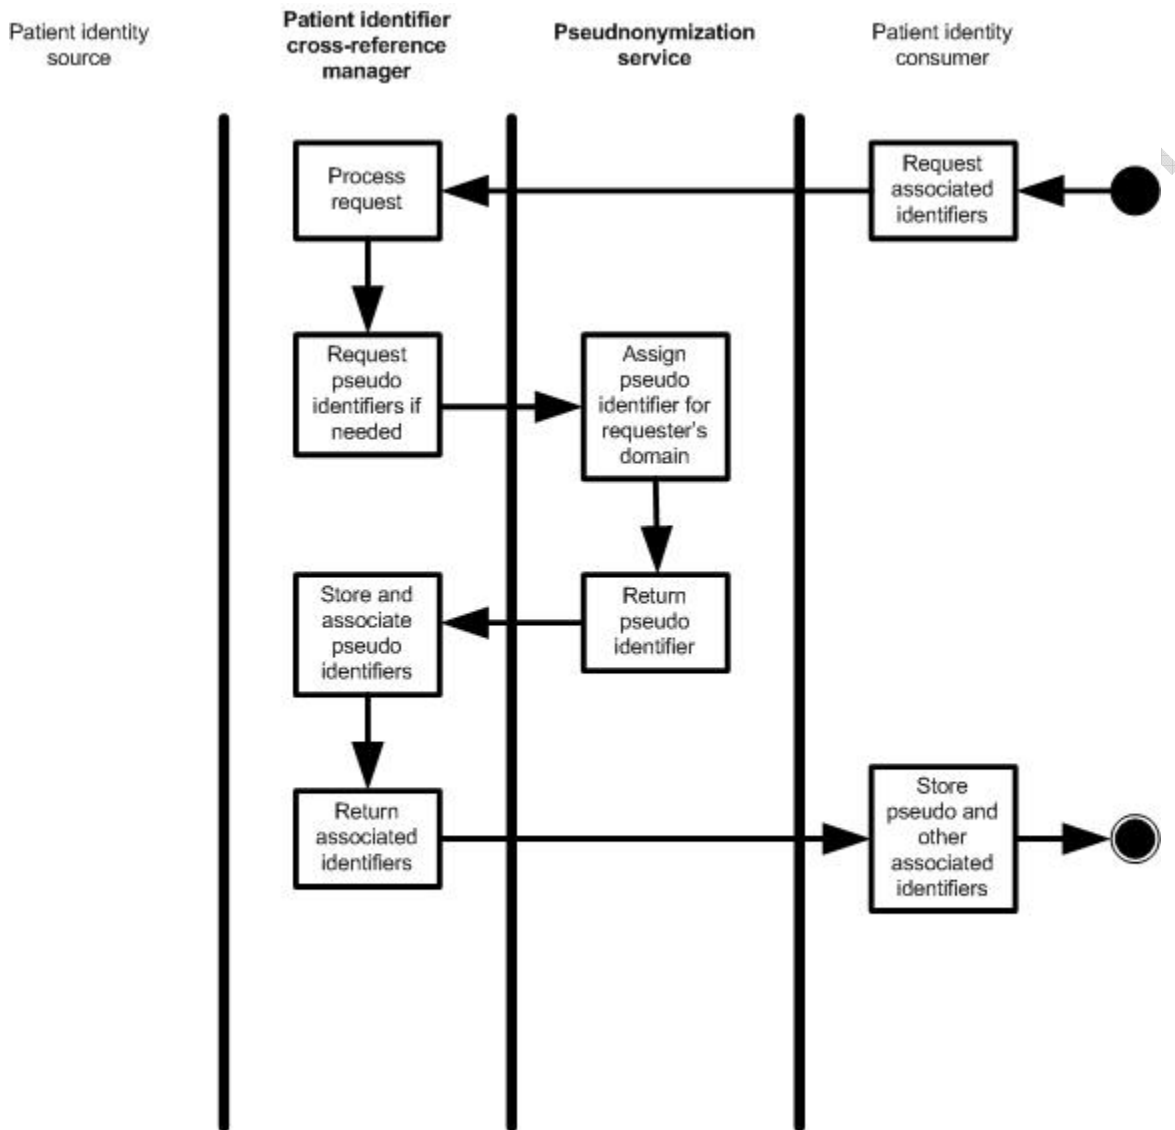 Patient identity
source
Patient identifier
cross-reference
manager
Pseudnonymization
service
Patient identity
consumer
Process
request
Request
associated
identifiers
Request
pseudo
identifiers if
needed
Assign
pseudo
identifier for
requester's
domain
Store and
associate
pseudo
identifiers
Return
pseudo
identifier
Return
associated
identifiers
Store
pseudo and
other
associated
identifiers